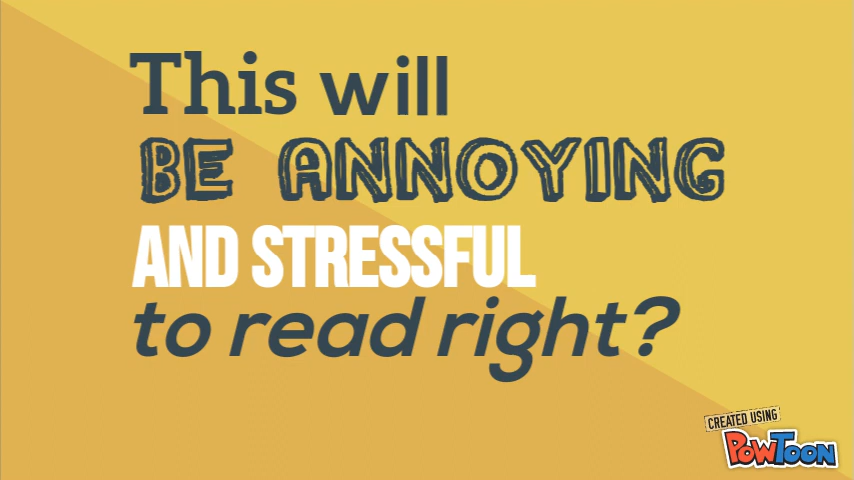 This will
BE ANNOYING
AND STRESSFUL
to read right?
CREATED USING
POWTOON